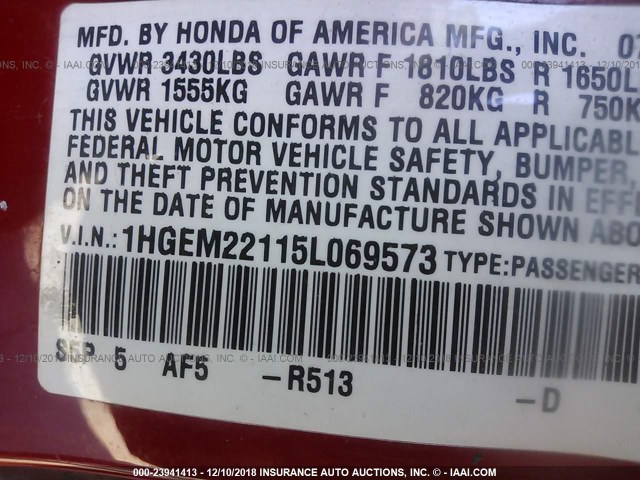 MFD. BY HONDA OF AMERICA MFG., INC. 07
GVWR 3430LBS GAWR F 1810LBS R 1650L
GVWR 1555KG GAWR F 820KG R 750K
THIS VEHICLE CONFORMS TO ALL APPLICABL
FEDERAL MOTOR VEHICLE SAFETY, BUMPER,
AND THEFT PREVENTION STANDARDS IN EFF
ON THE DATE OF MANUFACTURE SHOWN ABO
V.I.N.: 1HGEM22115L069573 TYPE:PASSENGER
SEP 5 AF5 -R513 -D
000-23941413 - 12/10/2018 INSURANCE AUTO AUCTIONS, INC. - © IAAI.COM